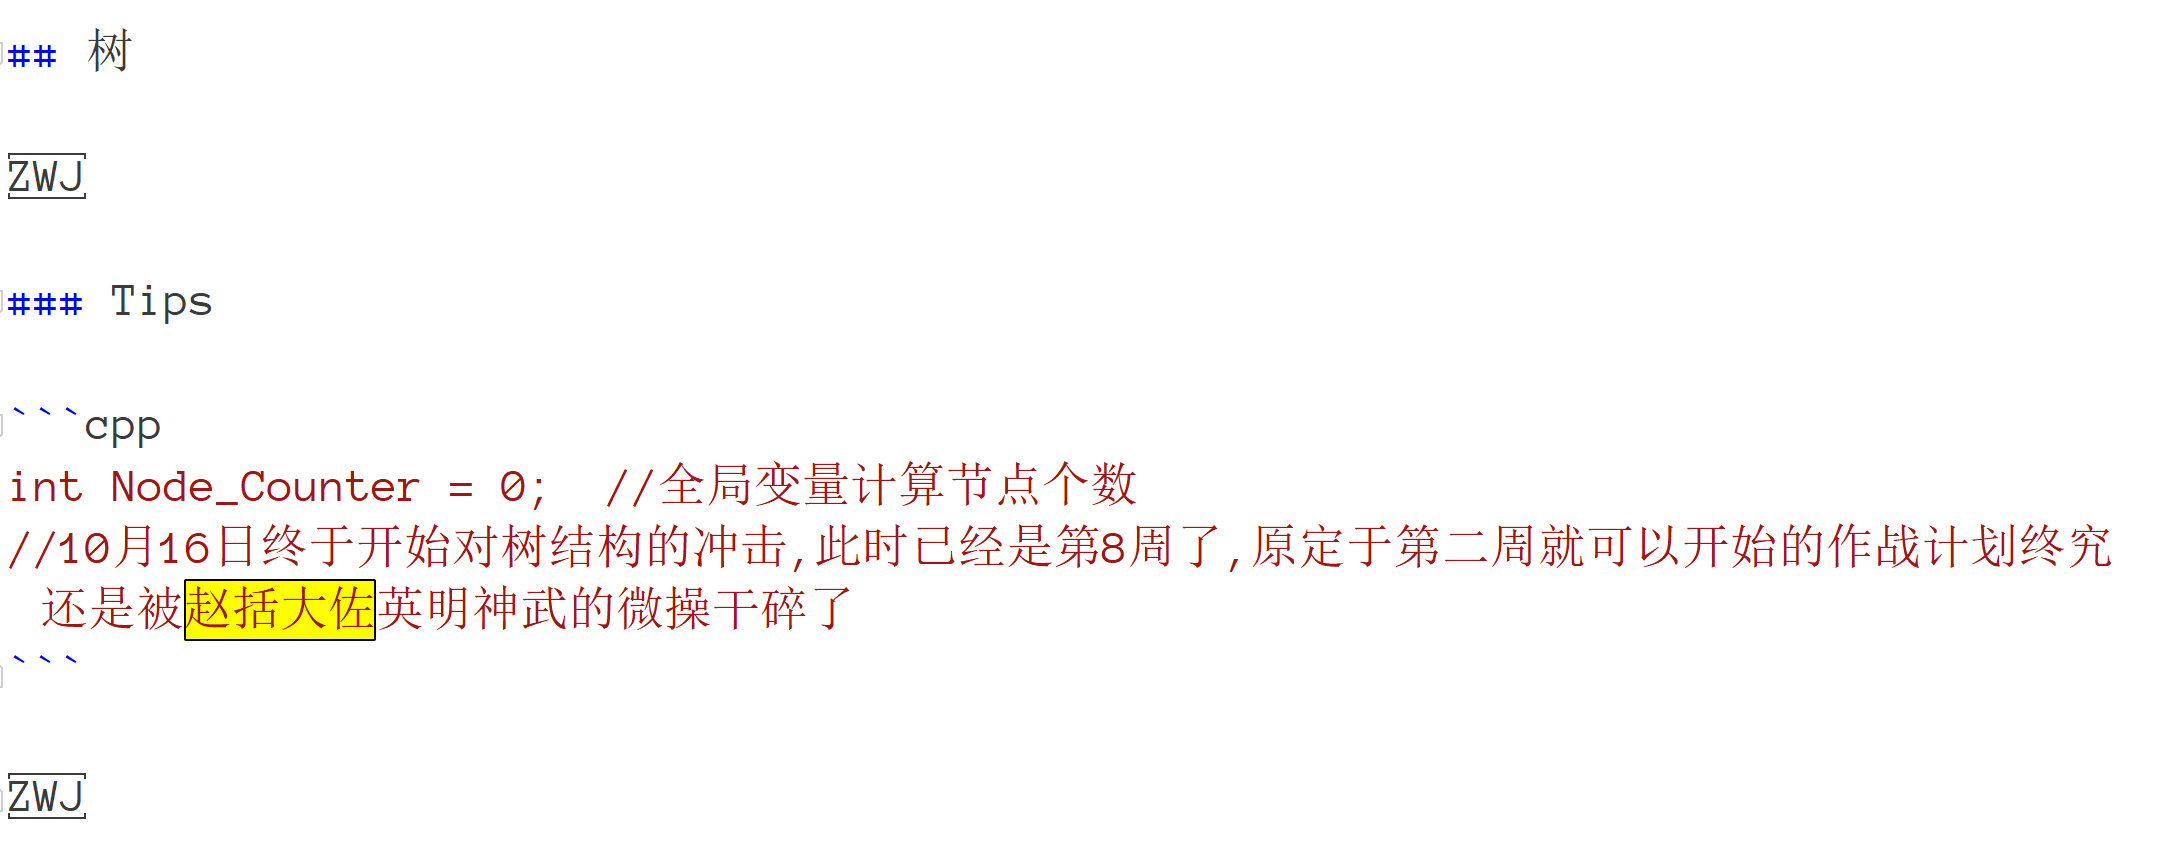 ## 树
ZWJ
### Tips
```cpp
int Node_Counter = 0;  //全局变量计算节点个数
//10月16日终于开始对树结构的冲击,此时已经是第8周了,原定于第二周就可以开始的作战计划终究
还是被赵括大佐英明神武的微操干碎了
```
ZWJ